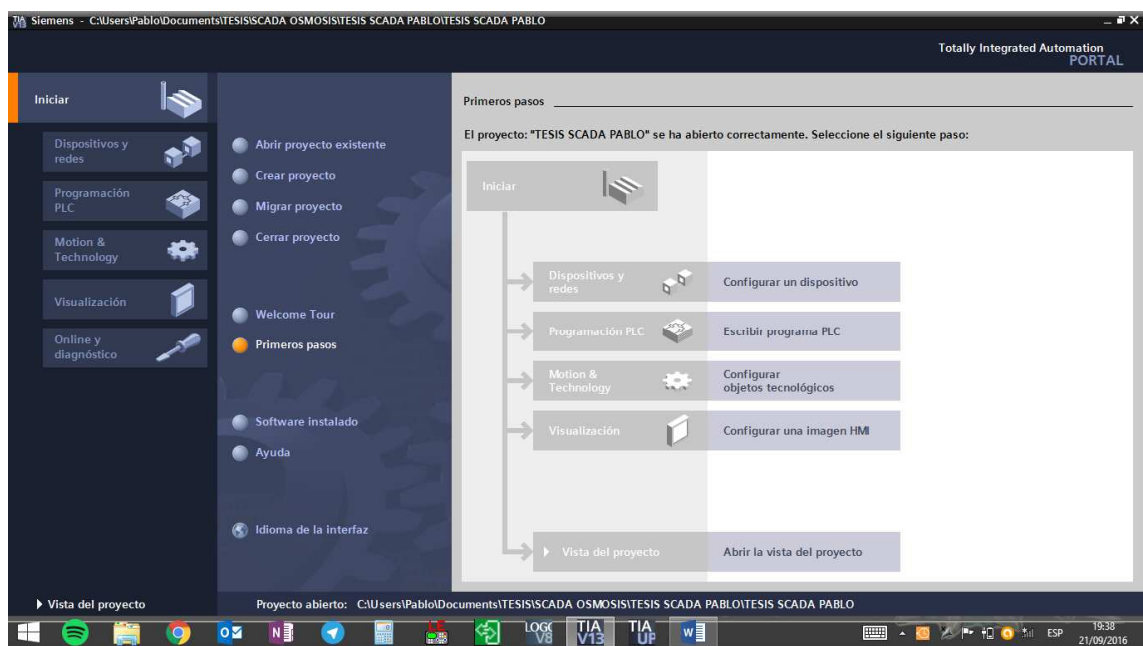 Siemens - C:\Users\Pablo\Documents\TESIS\SCADA OSMOSIS\TESIS SCADA PABLO\TESIS SCADA PABLO
Totally Integrated Automation
PORTAL
Iniciar
Dispositivos y
redes
Programación
PLC
Motion &
Technology
Visualización
Online y
diagnóstico
Vista del proyecto
Abrir proyecto existente
Crear proyecto
Migrar proyecto
Cerrar proyecto
Welcome Tour
Primeros pasos
Software instalado
Ayuda
Idioma de la interfaz
Primeros pasos
El proyecto: "TESIS SCADA PABLO" se ha abierto correctamente. Seleccione el siguiente paso:
Iniciar
Dispositivos y
redes
Configurar un dispositivo
Programación PLC
Escribir programa PLC
Motion &
Technology
Configurar
objetos tecnológicos
Visualización
Configurar una imagen HMI
Vista del proyecto
Abrir la vista del proyecto
Proyecto abierto: C:\Users\Pablo\Documents\TESIS\SCADA OSMOSIS\TESIS SCADA PABLO\TESIS SCADA PABLO
TIA
V13
TIA
UP
ESP
19:38
21/09/2016